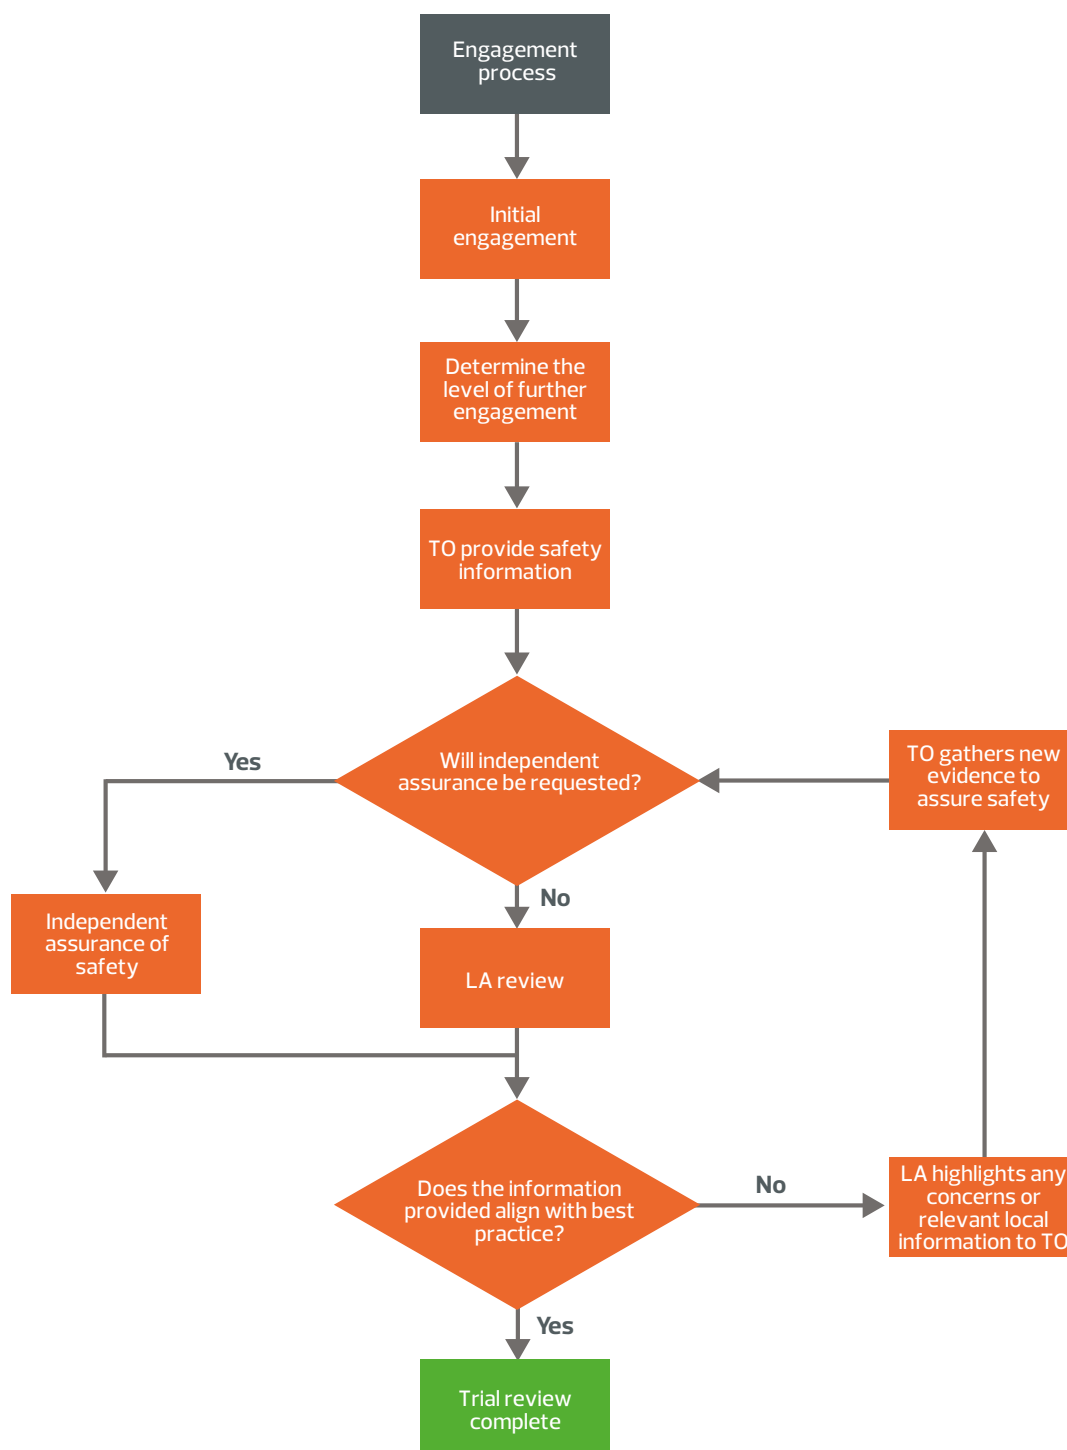 Engagement
process
Initial
engagement
Determine the
level of further
engagement
TO provide safety
information
Will independent
assurance be requested?
Yes
TO gathers new
evidence to
assure safety
No
Independent
assurance of
safety
LA review
Does the information
provided align with best
practice?
No
LA highlights any
concerns or
relevant local
information to TO
Yes
Trial review
complete